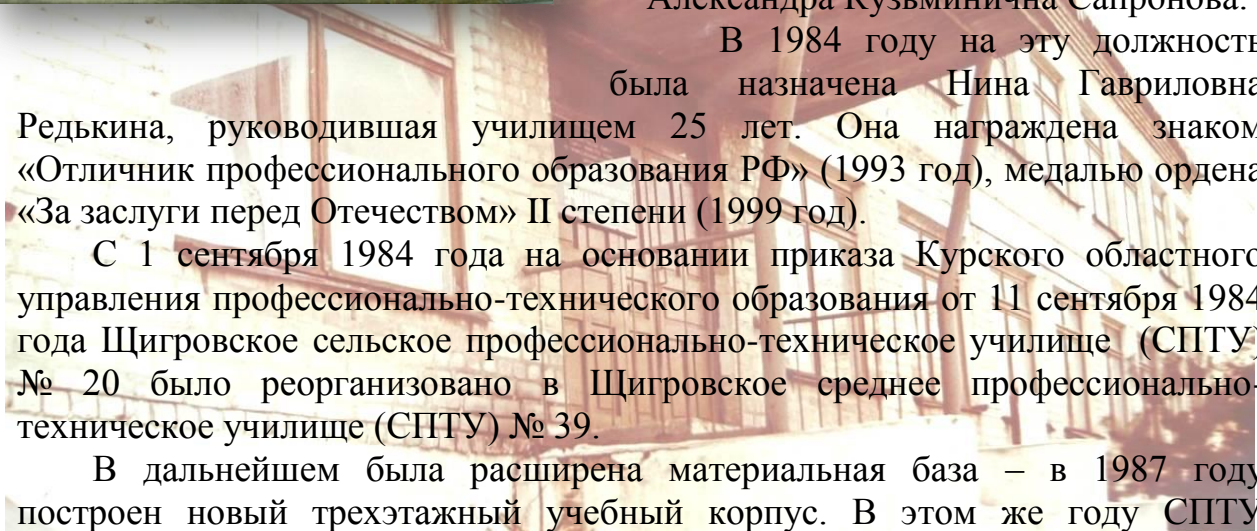 Александра Кузьминична Сапронова.
В 1984 году на эту должность
была назначена Нина Гавриловна
Редькина, руководившая училищем 25 лет. Она награждена знаком
«Отличник профессионального образования РФ» (1993 год), медалью ордена
«За заслуги перед Отечеством» II степени (1999 год).
С 1 сентября 1984 года на основании приказа Курского областного
управления профессионально-технического образования от 11 сентября 1984
года Щигровское сельское профессионально-техническое училище (СПТУ)
№ 20 было реорганизовано в Щигровское среднее профессионально-
техническое училище (СПТУ) № 39.
В дальнейшем была расширена материальная база – в 1987 году
построен новый трехэтажный учебный корпус. В этом же году СПТУ